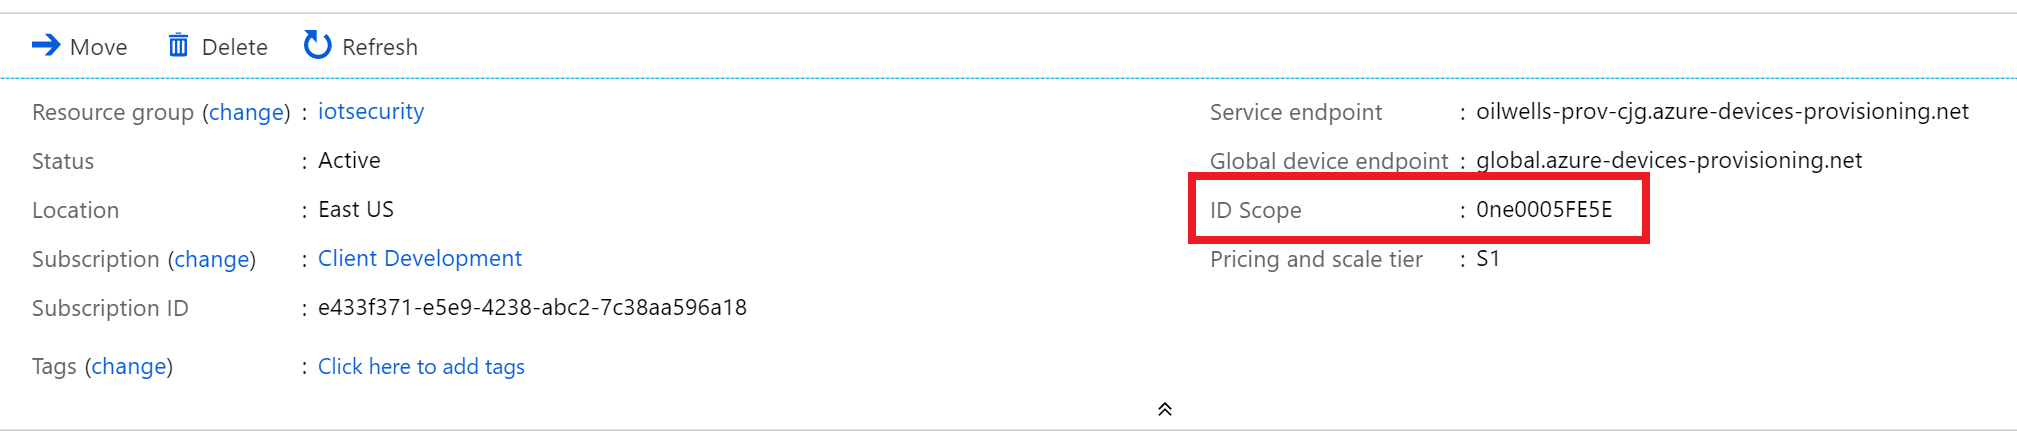 Move Delete Refresh
Resource group (change) : iotsecurity
Status : Active
Location : East US
Subscription (change) : Client Development
Subscription ID : e433f371-e5e9-4238-abc2-7c38aa596a18
Tags (change) : Click here to add tags
Service endpoint : oilwells-prov-cjg.azure-devices-provisioning.net
Global device endpoint : global.azure-devices-provisioning.net
ID Scope : 0ne0005FE5E
Pricing and scale tier : S1